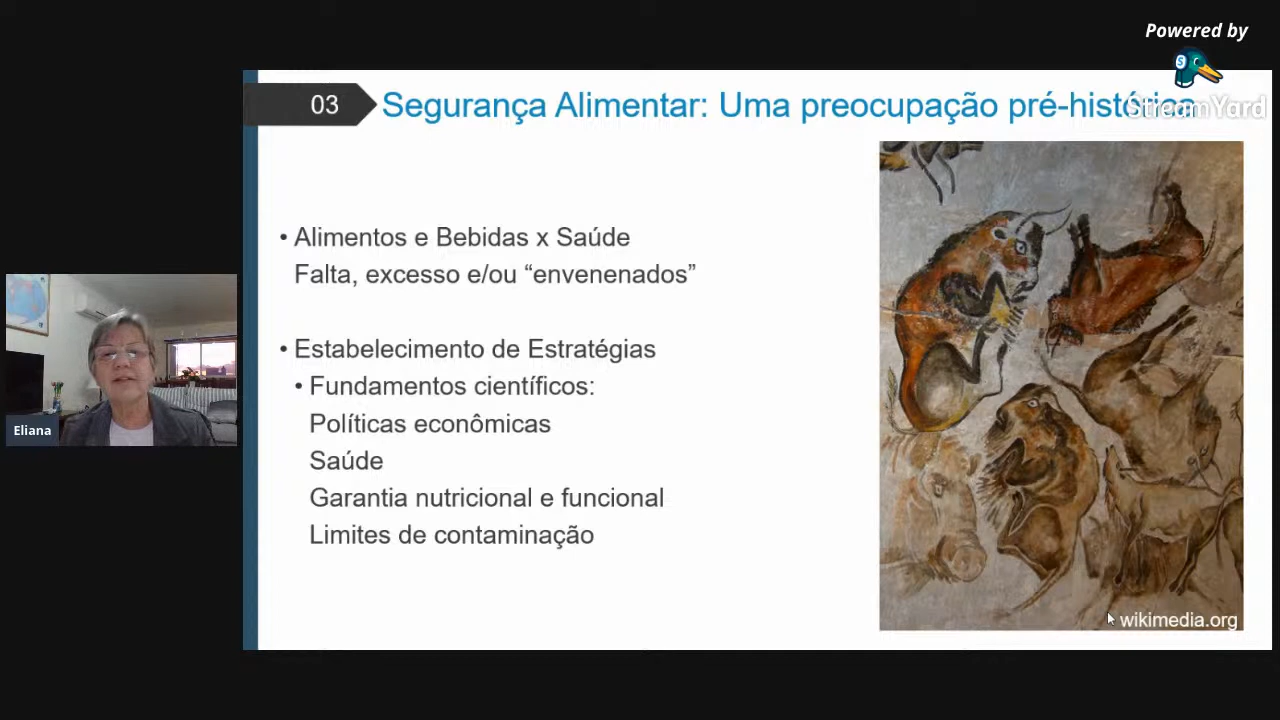 Powered by
StreamYard
03
Segurança Alimentar: Uma preocupação pré-histórica
• Alimentos e Bebidas x Saúde
Falta, excesso e/ou “envenenados”
• Estabelecimento de Estratégias
• Fundamentos científicos:
Políticas econômicas
Saúde
Garantia nutricional e funcional
Limites de contaminação
Eliana
wikimedia.org